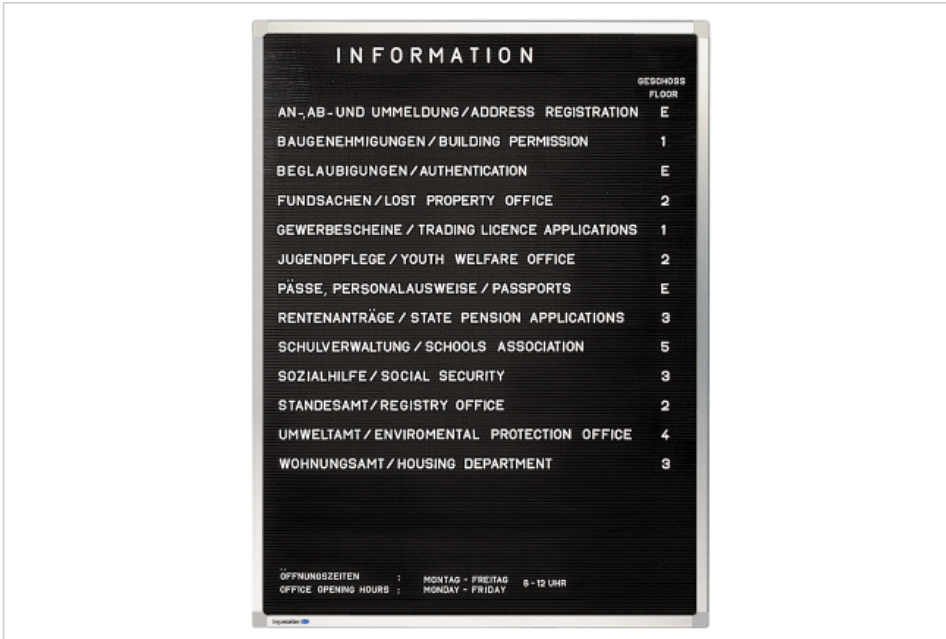 INFORMATION
GESCHOSS
FLOOR
AN-,AB-UND UMMELDUNG/ADDRESS REGISTRATION E
BAUGENEHMIGUNGEN/BUILDING PERMISSION 1
BEGLAUBIGUNGEN/AUTHENTICATION E
FUNDSACHEN/LOST PROPERTY OFFICE 2
GEWERBESCHEINE/TRADING LICENCE APPLICATIONS 1
JUGENDPFLEGE/YOUTH WELFARE OFFICE 2
PÄSSE, PERSONALAUSWEISE/PASSPORTS E
RENTENANTRÄGE/STATE PENSION APPLICATIONS 3
SCHULVERWALTUNG/SCHOOLS ASSOCIATION 5
SOZIALHILFE/SOCIAL SECURITY 3
STANDESAMT/REGISTRY OFFICE 2
UMWELTAMT/ENVIROMENTAL PROTECTION OFFICE 4
WOHNUNGSAMT/HOUSING DEPARTMENT 3
ÖFFNUNGSZEITEN : MONTAG - FREITAG 8-12 UHR
OFFICE OPENING HOURS : MONDAY - FRIDAY
legamaster